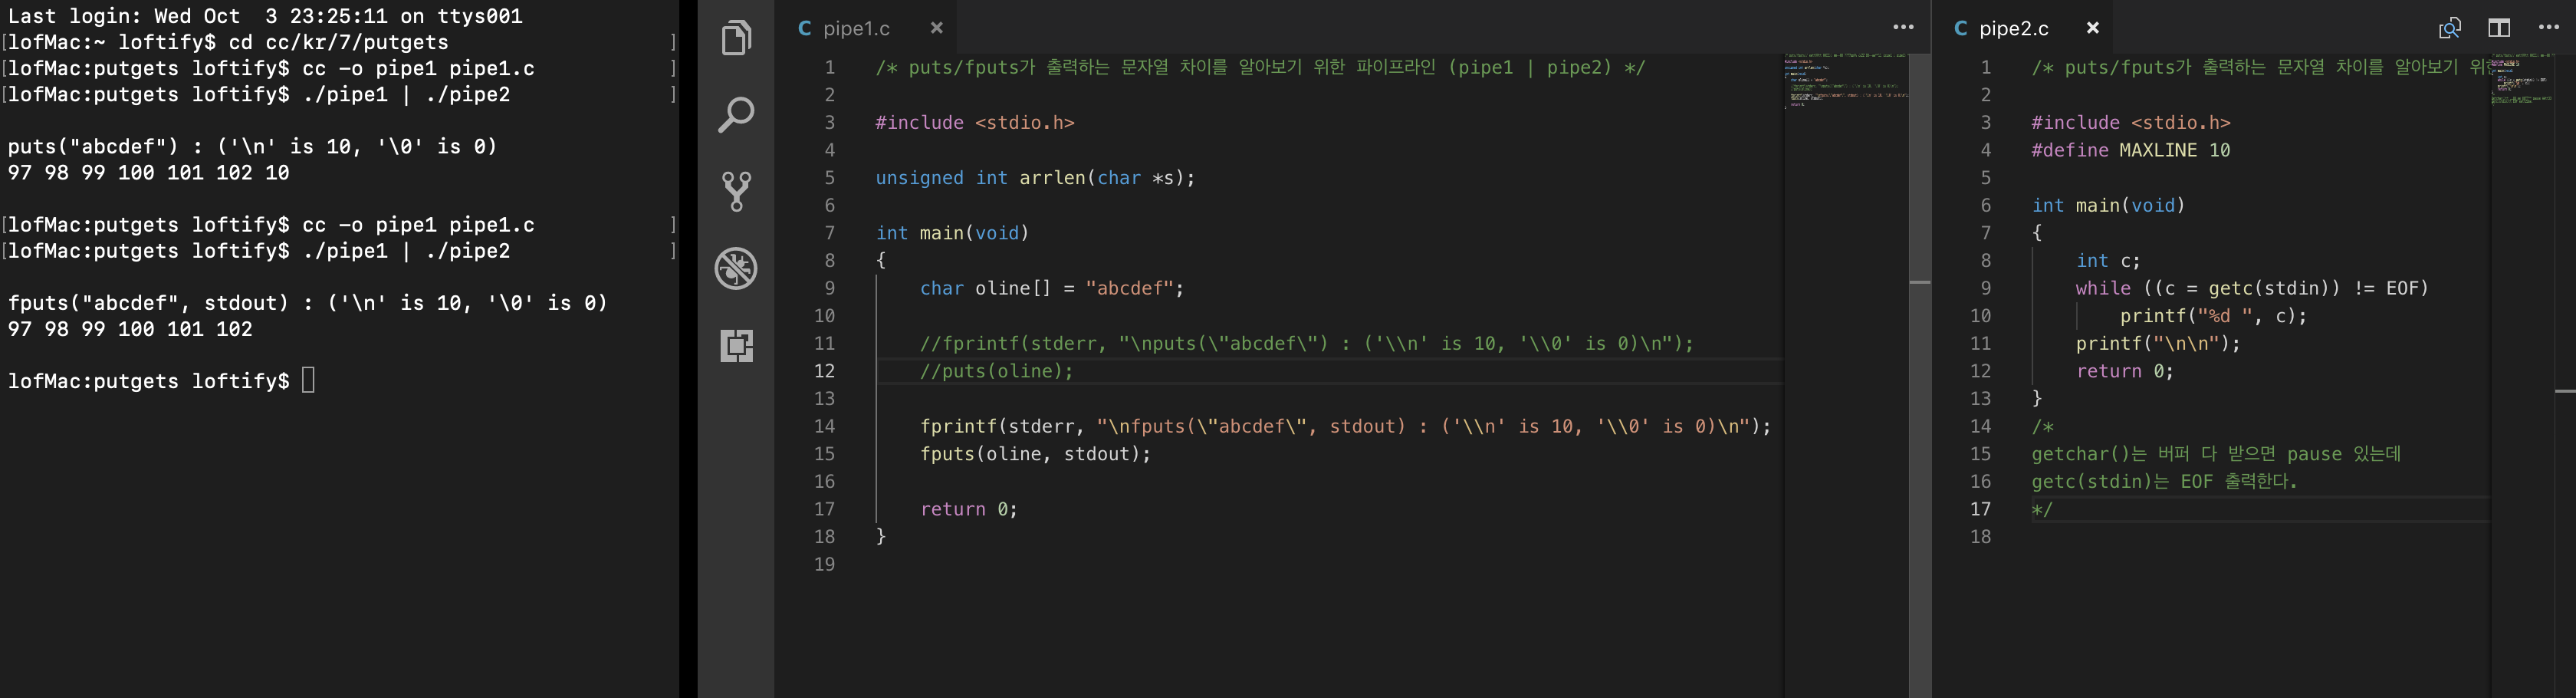 Last login: Wed Oct  3 23:25:11 on ttys001
[lofMac:~ loftify$ cd cc/kr/7/putgets ]
[lofMac:putgets loftify$ cc -o pipe1 pipe1.c ]
[lofMac:putgets loftify$ ./pipe1 | ./pipe2 ]
puts("abcdef") : ('\n' is 10, '\0' is 0)
97 98 99 100 101 102 10
[lofMac:putgets loftify$ cc -o pipe1 pipe1.c ]
[lofMac:putgets loftify$ ./pipe1 | ./pipe2 ]
fputs("abcdef", stdout) : ('\n' is 10, '\0' is 0)
97 98 99 100 101 102
lofMac:putgets loftify$
C pipe1.c
1 /* puts/fputs가 출력하는 문자열 차이를 알아보기 위한 파이프라인 (pipe1 | pipe2) */
2
3 #include <stdio.h>
4
5 unsigned int arrlen(char *s);
6
7 int main(void)
8 {
9     char oline[] = "abcdef";
10
11     //fprintf(stderr, "\nputs(\"abcdef\") : ('\\n' is 10, '\\0' is 0)\n");
12     //puts(oline);
13
14     fprintf(stderr, "\nfputs(\"abcdef\", stdout) : ('\\n' is 10, '\\0' is 0)\n");
15     fputs(oline, stdout);
16
17     return 0;
18 }
19
C pipe2.c
1 /* puts/fputs가 출력하는 문자열 차이를 알아보기
2
3 #include <stdio.h>
4 #define MAXLINE 10
5
6 int main(void)
7 {
8     int c;
9     while ((c = getc(stdin)) != EOF)
10         printf("%d ", c);
11     printf("\n\n");
12     return 0;
13 }
14 /*
15 getchar()는 버퍼 다 받으면 pause 있는데
16 getc(stdin)는 EOF 출력한다.
17 */
18